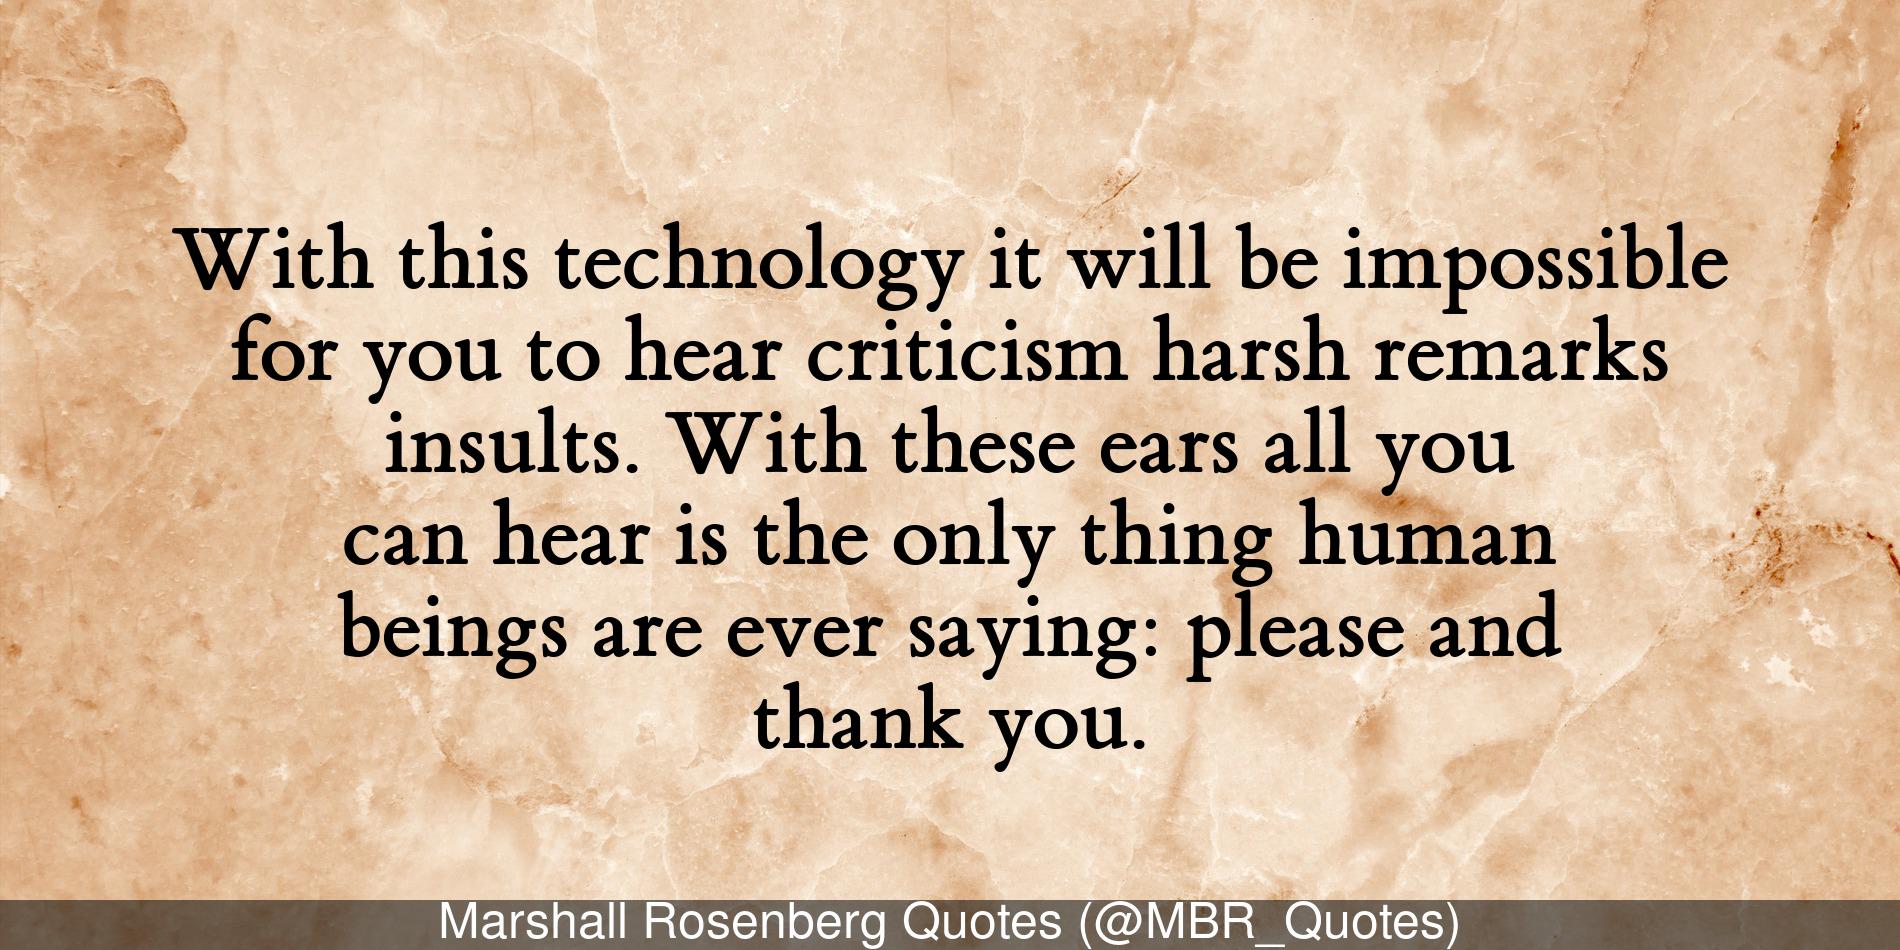 With this technology it will be impossible
for you to hear criticism harsh remarks
insults. With these ears all you
can hear is the only thing human
beings are ever saying: please and
thank you.
Marshall Rosenberg Quotes (@MBR_Quotes)